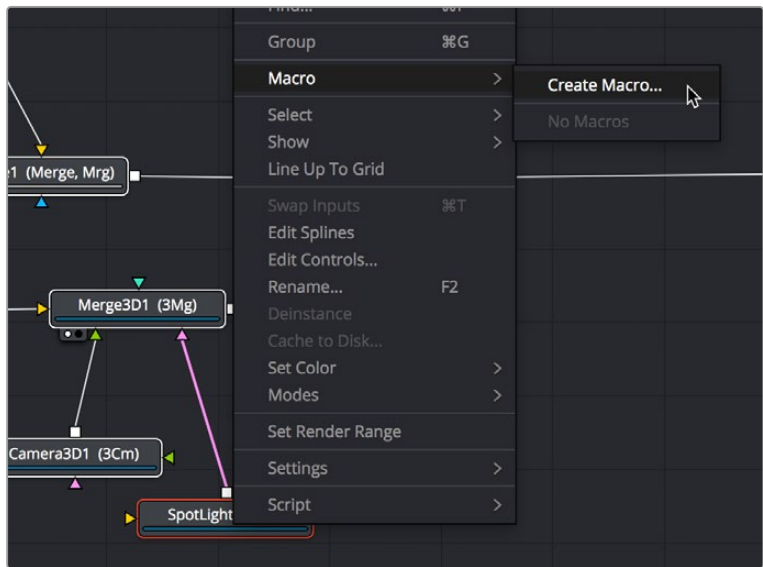 Group ⌘G
Macro >
Create Macro...
Select >
No Macros
Show >
Line Up To Grid
1 (Merge, Mrg)
Swap Inputs ⌘T
Edit Splines
Edit Controls...
Rename... F2
Merge3D1 (3Mg)
Deinstance
Cache to Disk...
Set Color >
Modes >
Set Render Range
Camera3D1 (3Cm)
Settings >
Script >
SpotLight